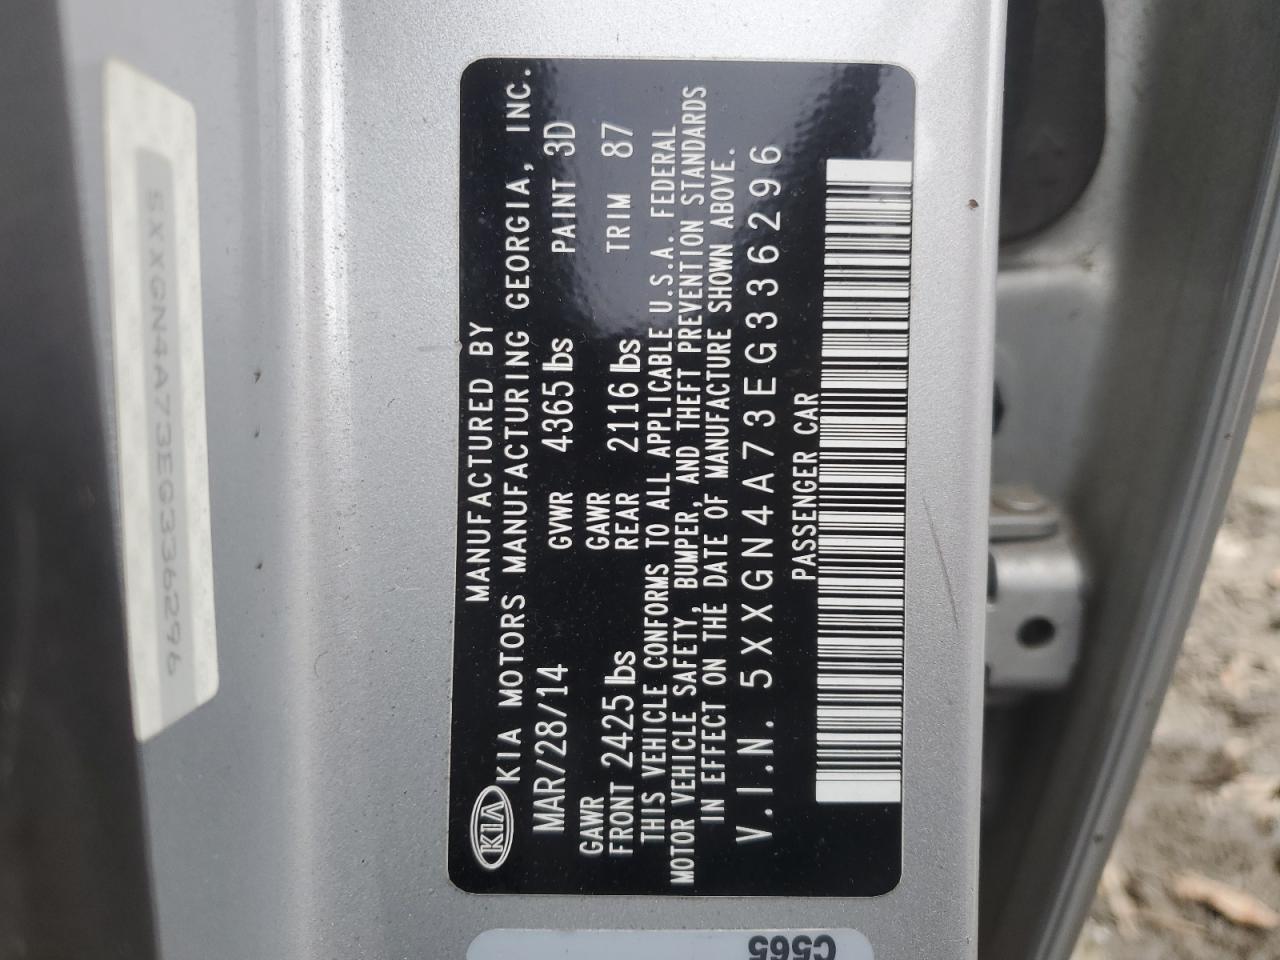 MANUFACTURED BY
KIA KIA MOTORS MANUFACTURING GEORGIA, INC.
MAR/28/14 GVWR 4365 lbs PAINT 3D
GAWR FRONT 2425 lbs GAWR REAR 2116 lbs TRIM 87
THIS VEHICLE CONFORMS TO ALL APPLICABLE U.S.A. FEDERAL
MOTOR VEHICLE SAFETY, BUMPER, AND THEFT PREVENTION STANDARDS
IN EFFECT ON THE DATE OF MANUFACTURE SHOWN ABOVE.
V.I.N. 5XXGN4A73EG336296
PASSENGER CAR
5XXGN4A73EG336296
C565